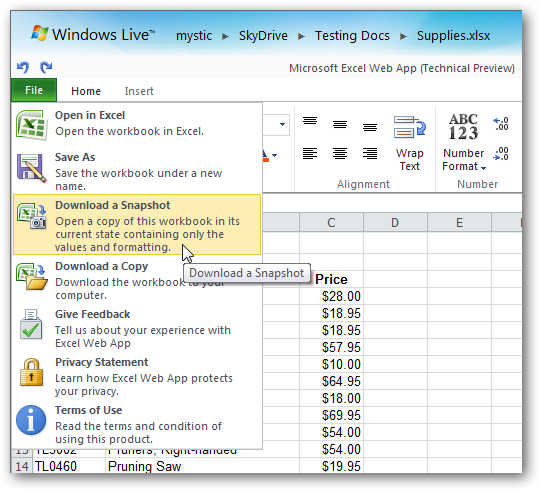 Windows Live™ mystic ▸ SkyDrive ▸ Testing Docs ▸ Supplies.xlsx
Microsoft Excel Web App (Technical Preview)
File Home Insert
Open in Excel
Open the workbook in Excel.
Save As
Save the workbook under a new
name.
Download a Snapshot
Open a copy of this workbook in its
current state containing only the
values and formatting.
Download a Copy
Download the workbook to your
computer.
Download a Snapshot
Give Feedback
Tell us about your experience with
Excel Web App
Privacy Statement
Learn how Excel Web App protects
your privacy.
Terms of Use
Read the terms and condition of
using this product.
A
Wrap
Text
Alignment
ABC
123
Number
Format
.0
.00
.00
.0
Number
C D E
Price
$28.00
$18.95
$18.95
$57.95
$10.00
$64.95
$18.00
$69.95
$54.00
13 TL5002 Pruners, Right-handed $54.00
14 TL0460 Pruning Saw $19.95